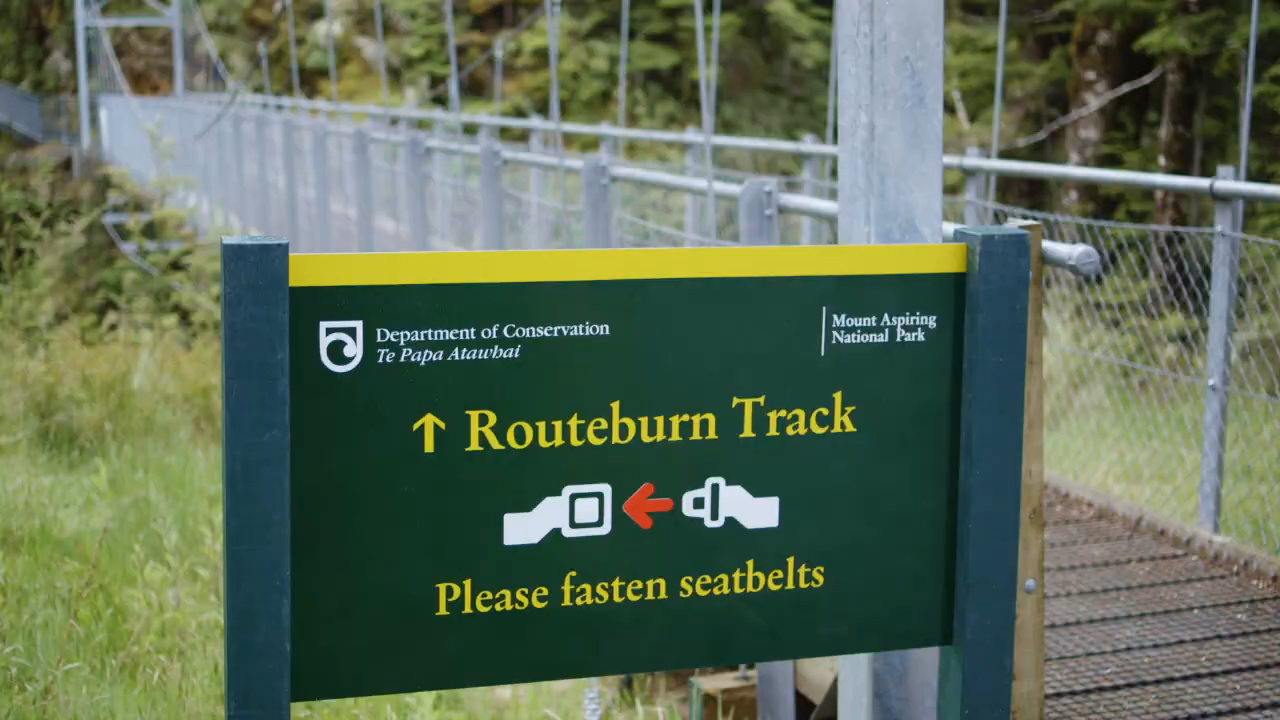 Department of Conservation
Te Papa Atawhai
Mount Aspiring
National Park
↑ Routeburn Track
Please fasten seatbelts